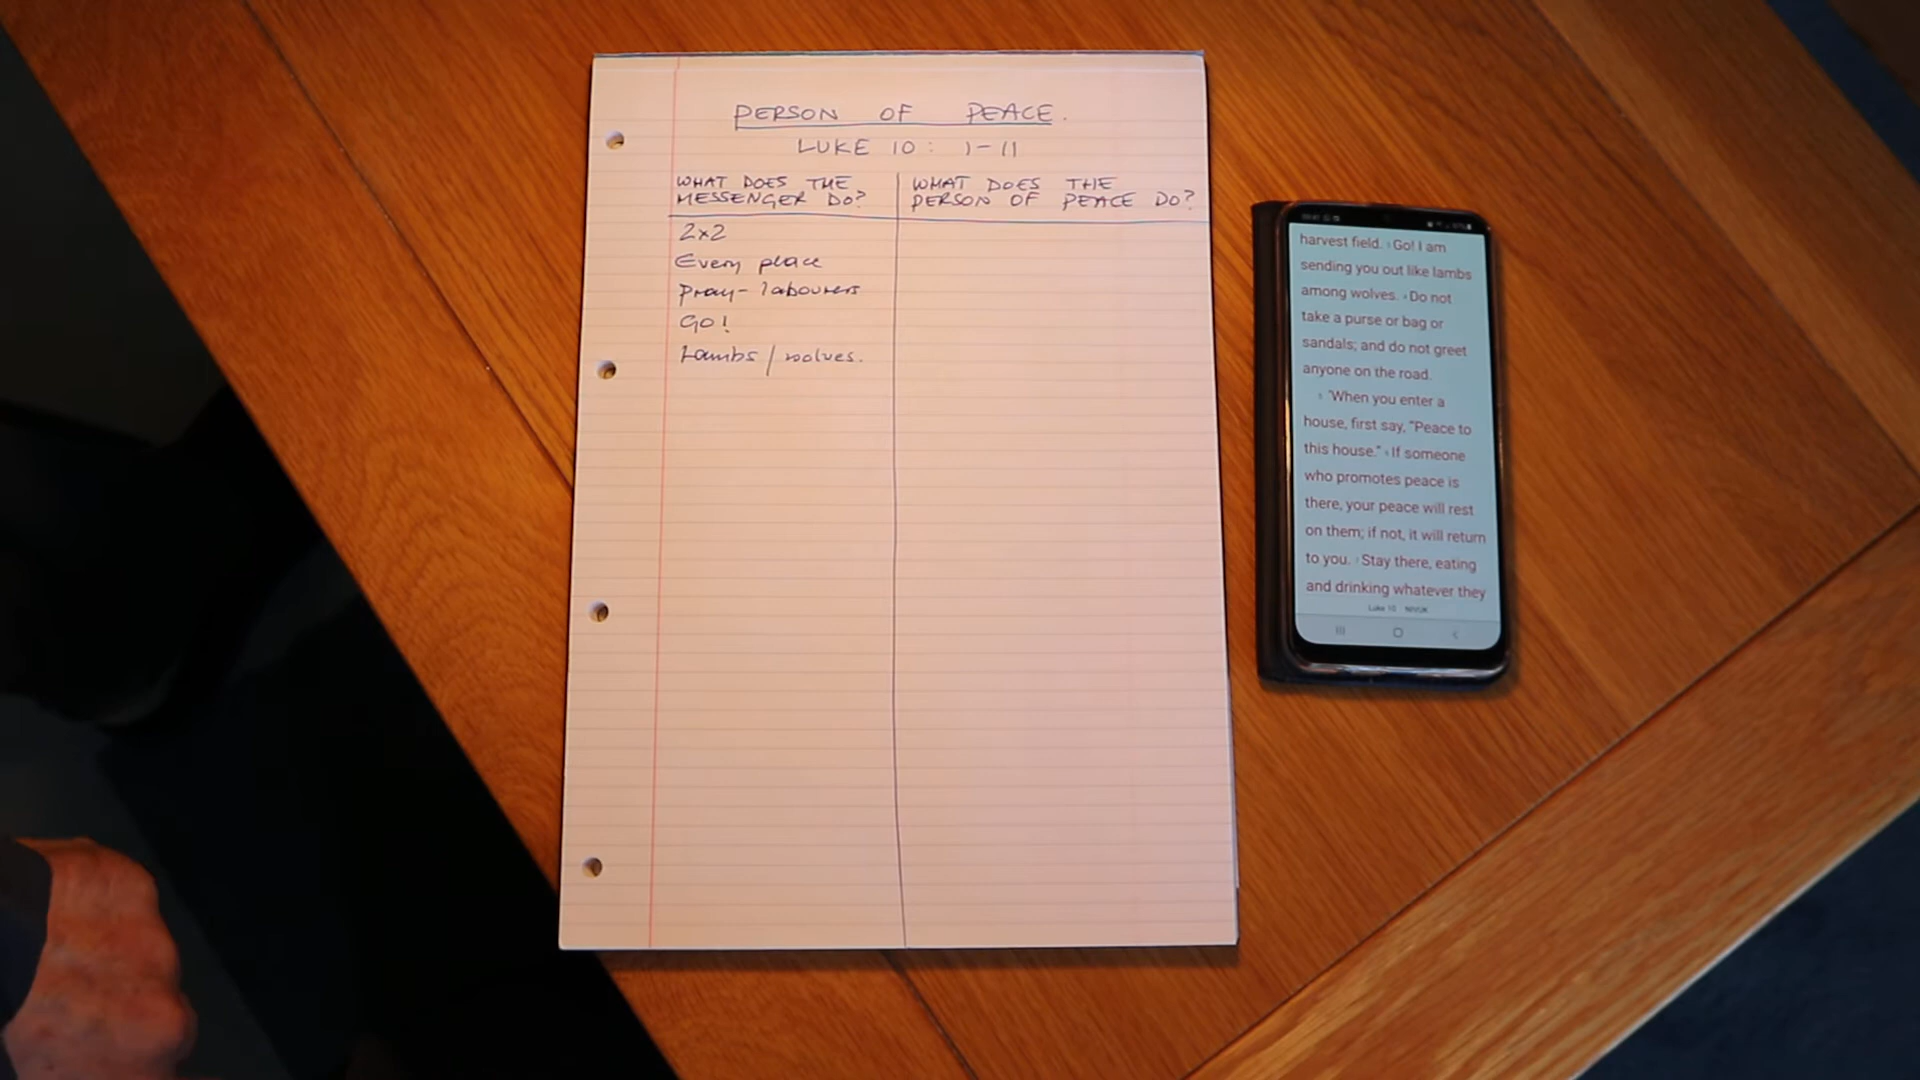 PERSON OF PEACE.
LUKE 10: 1-11
WHAT DOES THE
MESSENGER DO?
WHAT DOES THE
PERSON OF PEACE DO?
2x2
Every place
Pray- labourers
Go!
Lambs / wolves.
harvest field. Go! I am
sending you out like lambs
among wolves. Do not
take a purse or bag or
sandals; and do not greet
anyone on the road.
"When you enter a
house, first say, "Peace to
this house." If someone
who promotes peace is
there, your peace will rest
on them; if not, it will return
to you. Stay there, eating
and drinking whatever they
Luke 10 NIVUK